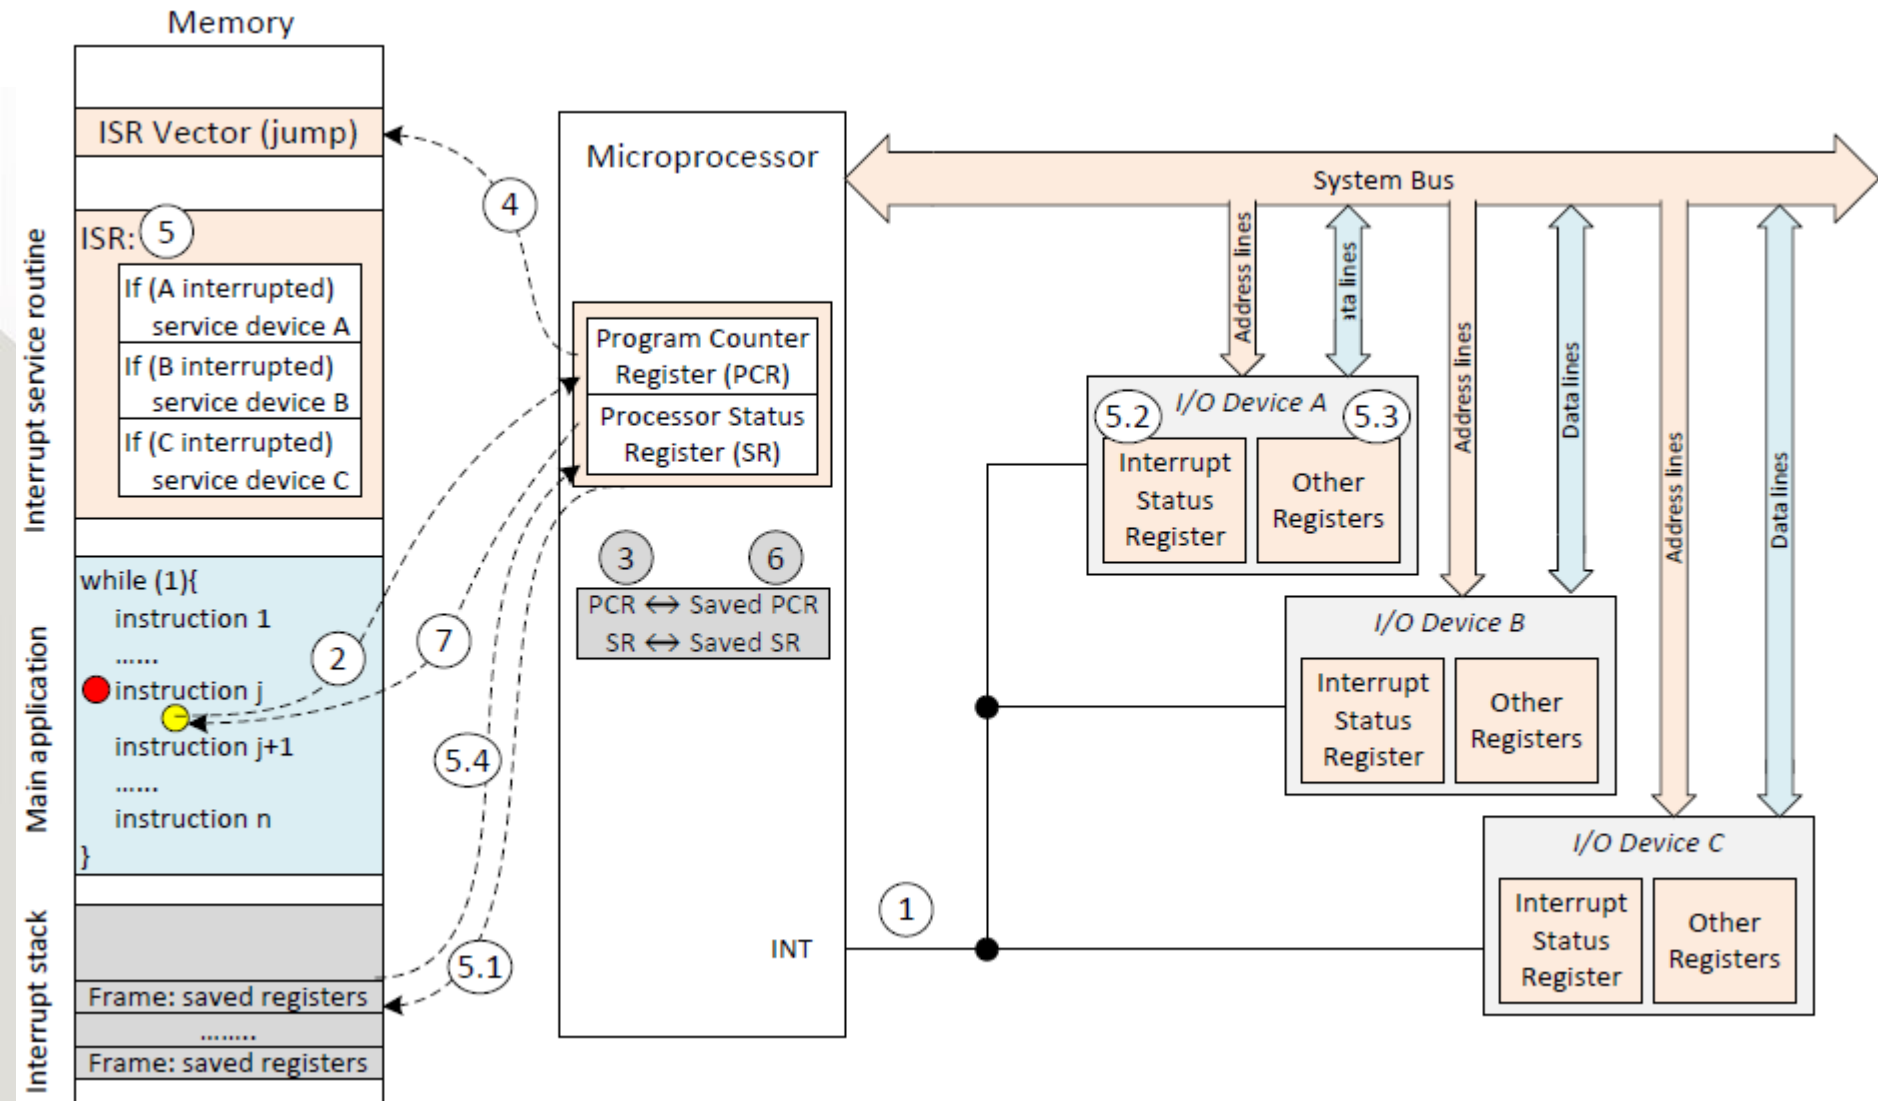 Memory
ISR Vector (jump)
Interrupt service routine
ISR:
5
If (A interrupted)
service device A
If (B interrupted)
service device B
If (C interrupted)
service device C
Main application
while (1){
instruction 1
......
instruction j
instruction j+1
......
instruction n
}
Interrupt stack
Frame: saved registers
........
Frame: saved registers
4
2
7
5.4
5.1
Microprocessor
Program Counter
Register (PCR)
Processor Status
Register (SR)
3
6
PCR ↔ Saved PCR
SR ↔ Saved SR
INT
1
System Bus
Address lines
ata lines
Address lines
Data lines
Address lines
Data lines
I/O Device A
5.2
5.3
Interrupt
Status
Register
Other
Registers
I/O Device B
Interrupt
Status
Register
Other
Registers
I/O Device C
Interrupt
Status
Register
Other
Registers